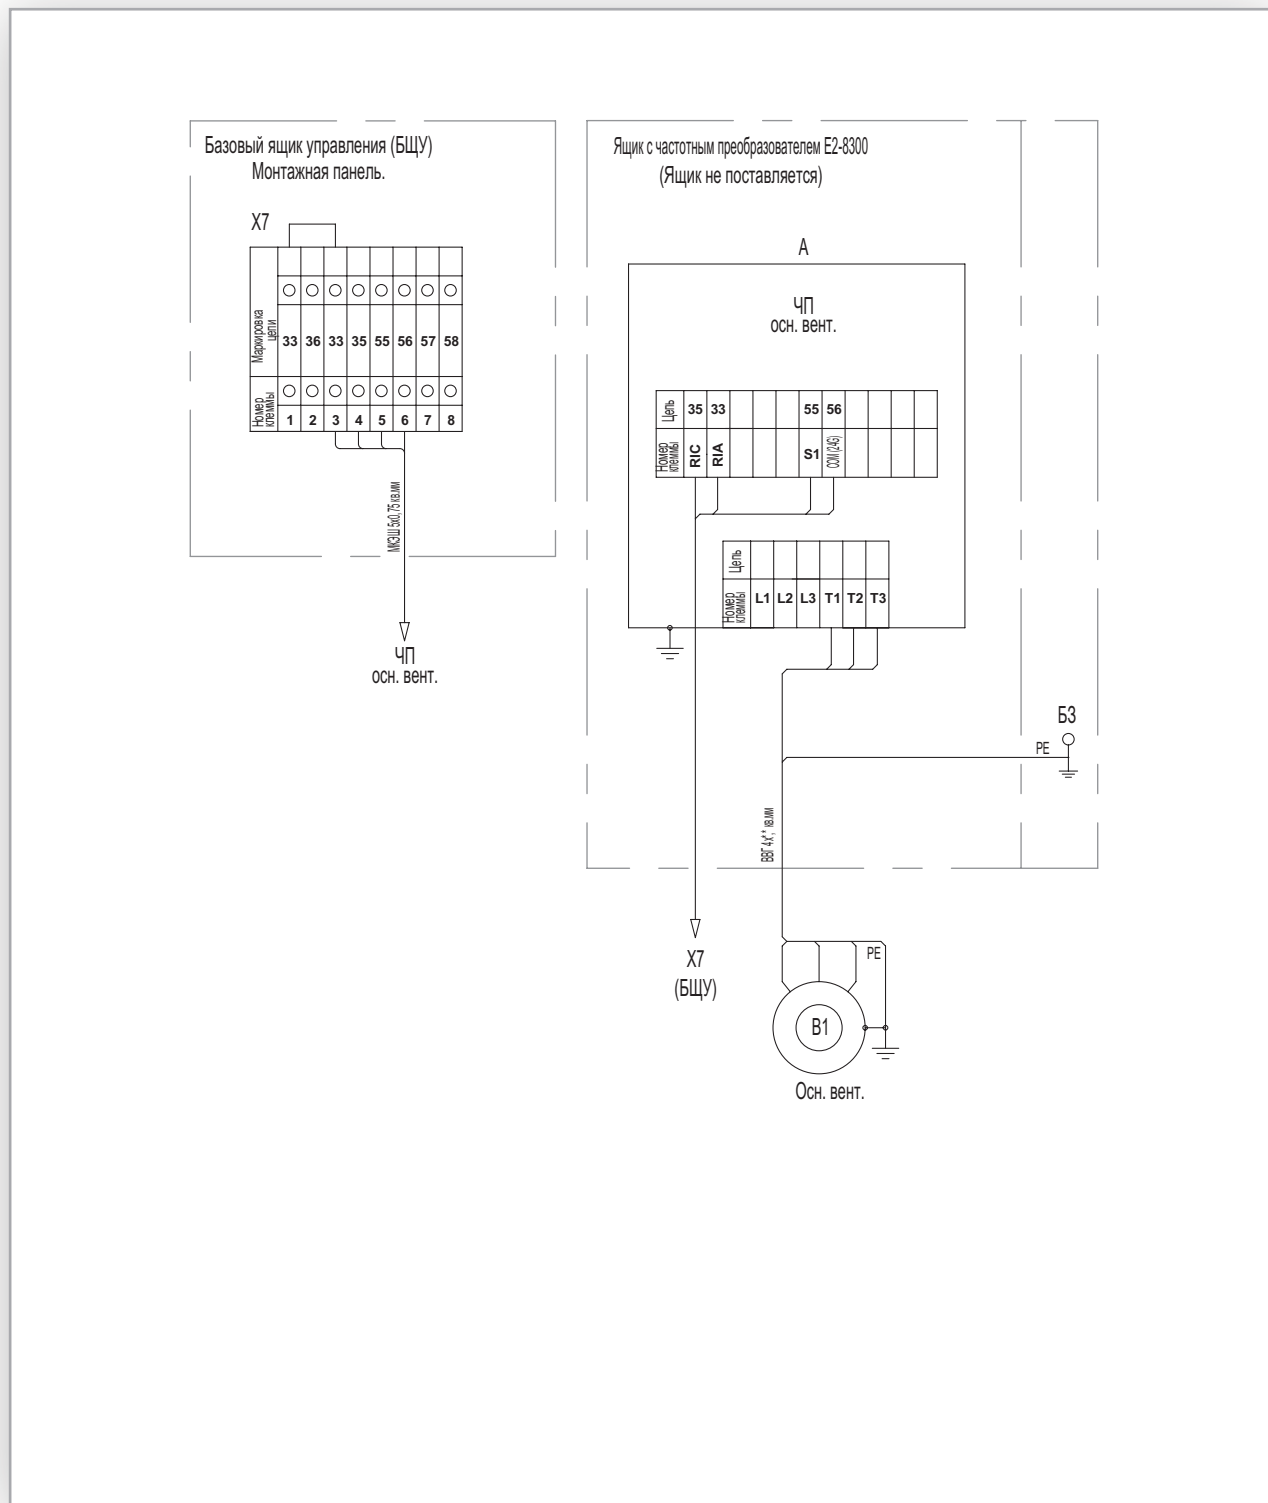 Базовый ящик управления (БЩУ)
Монтажная панель.
X7
Маркировка
цепи
33 36 33 35 55 56 57 58
Номер
клеммы
1 2 3 4 5 6 7 8
МКЭШ 5х0,75 кв.мм
ЧП
осн. вент.
Ящик с частотным преобразователем E2-8300
(Ящик не поставляется)
A
ЧП
осн. вент.
Цепь
35 33 55 56
Номер
клеммы
RIC RIA S1 COM (24G)
Цепь
Номер
клеммы
L1 L2 L3 T1 T2 T3
БЗ
PE
ВВГ 4х*,* кв.мм
X7
(БЩУ)
PE
B1
Осн. вент.